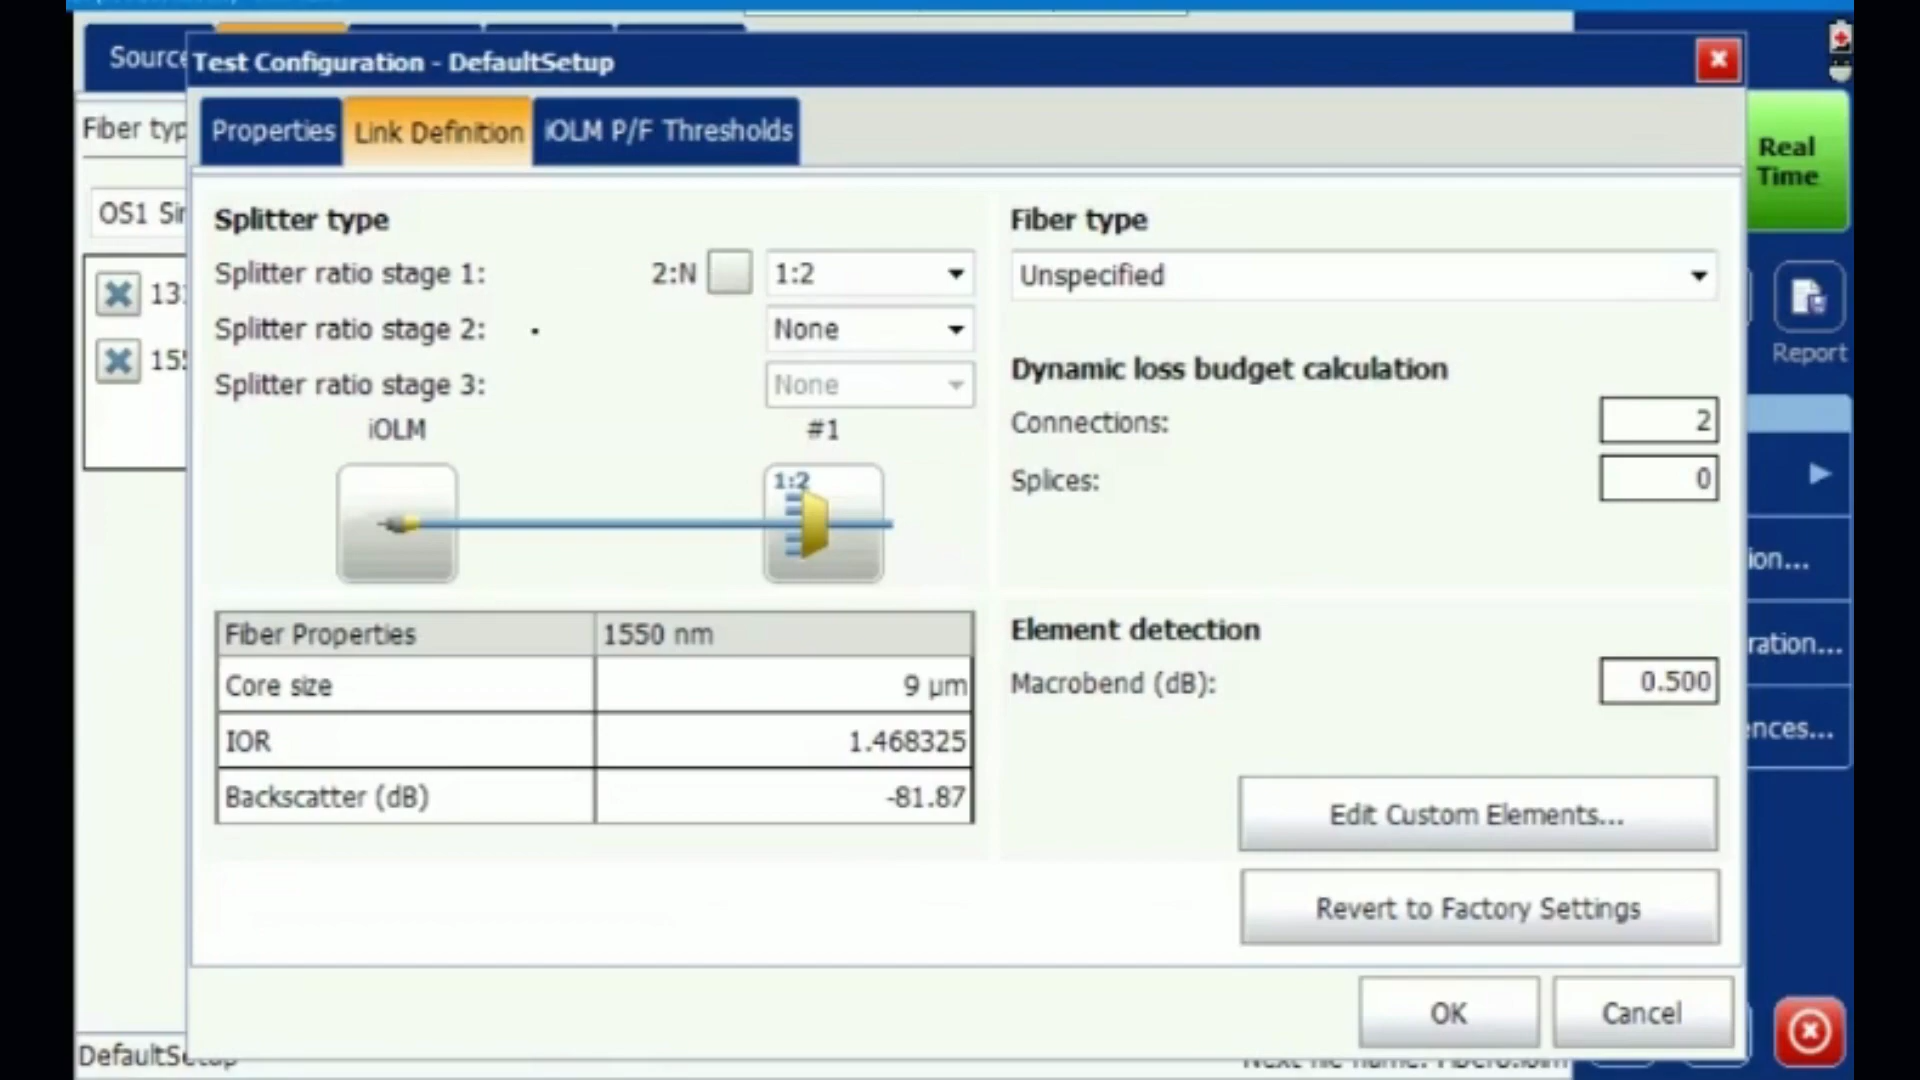 Source
Test Configuration - DefaultSetup
Properties
Link Definition
iOLM P/F Thresholds
Fiber typ
OS1 Sin
13
155
Real
Time
Report
Splitter type
Splitter ratio stage 1: 2:N 1:2
Splitter ratio stage 2: None
Splitter ratio stage 3: None
iOLM #1
1:2
Fiber type
Unspecified
Dynamic loss budget calculation
Connections: 2
Splices: 0
Fiber Properties 1550 nm
Core size 9 µm
IOR 1.468325
Backscatter (dB) -81.87
Element detection
Macrobend (dB): 0.500
ion...
ration...
ences...
Edit Custom Elements...
Revert to Factory Settings
OK
Cancel
DefaultSetup